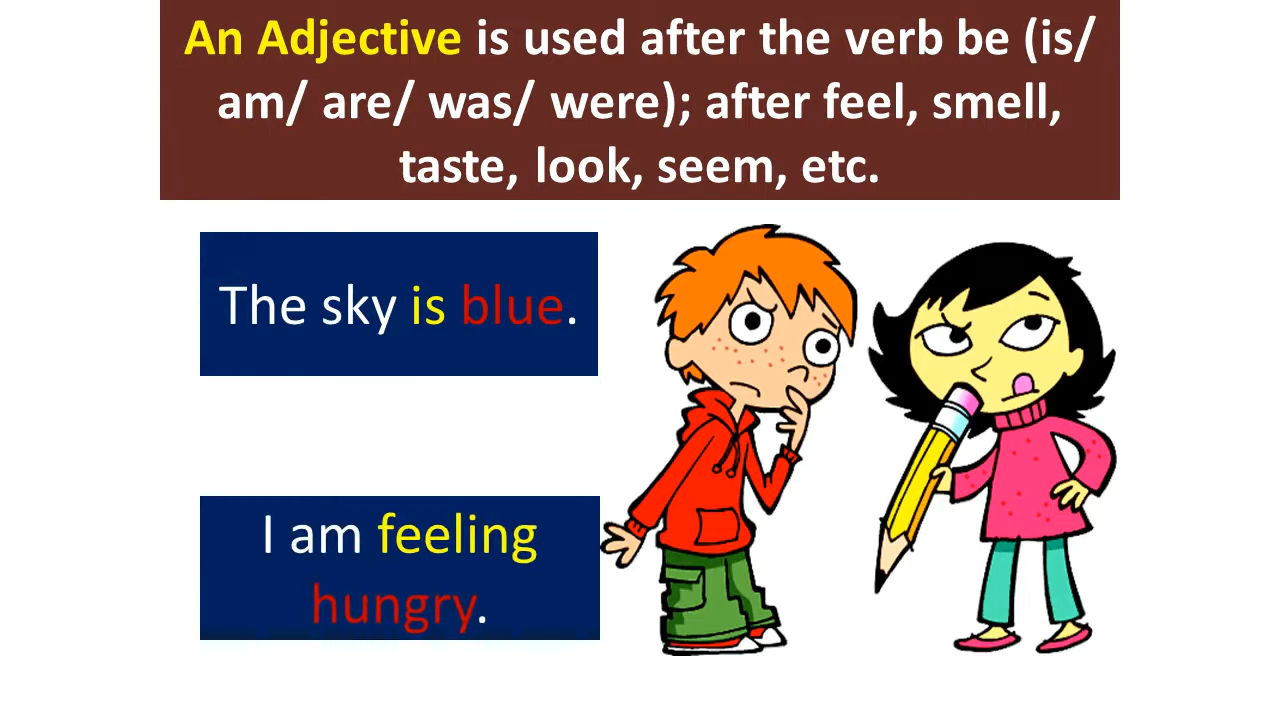 An Adjective is used after the verb be (is/
am/ are/ was/ were); after feel, smell,
taste, look, seem, etc.
The sky is blue.
I am feeling
hungry.